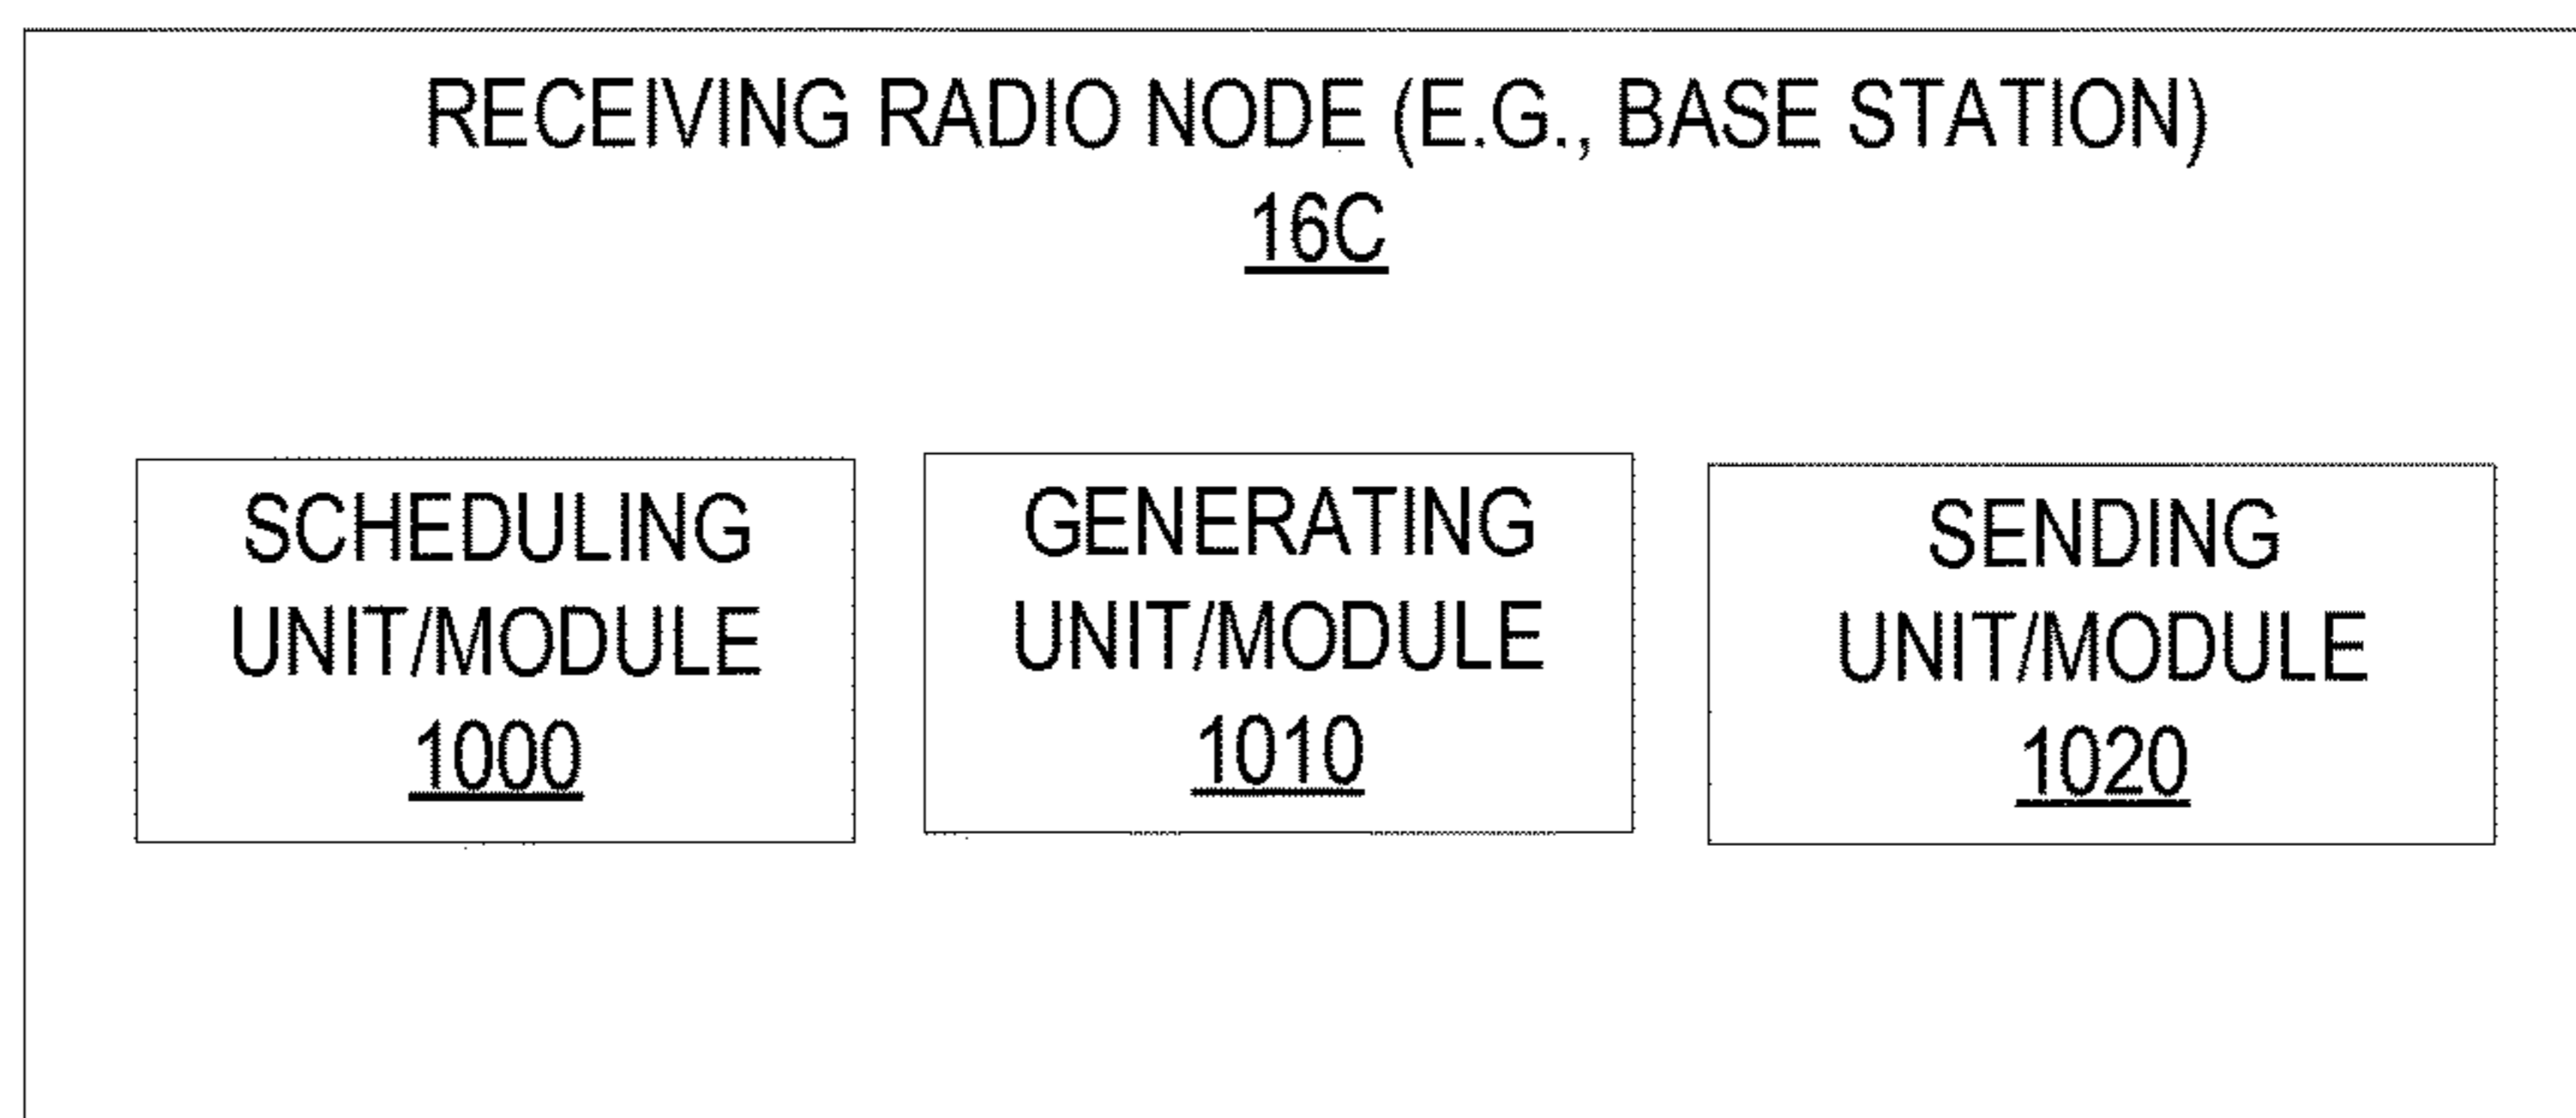 RECEIVING RADIO NODE (E.G., BASE STATION)
16C
SCHEDULING
UNIT/MODULE
1000
GENERATING
UNIT/MODULE
1010
SENDING
UNIT/MODULE
1020